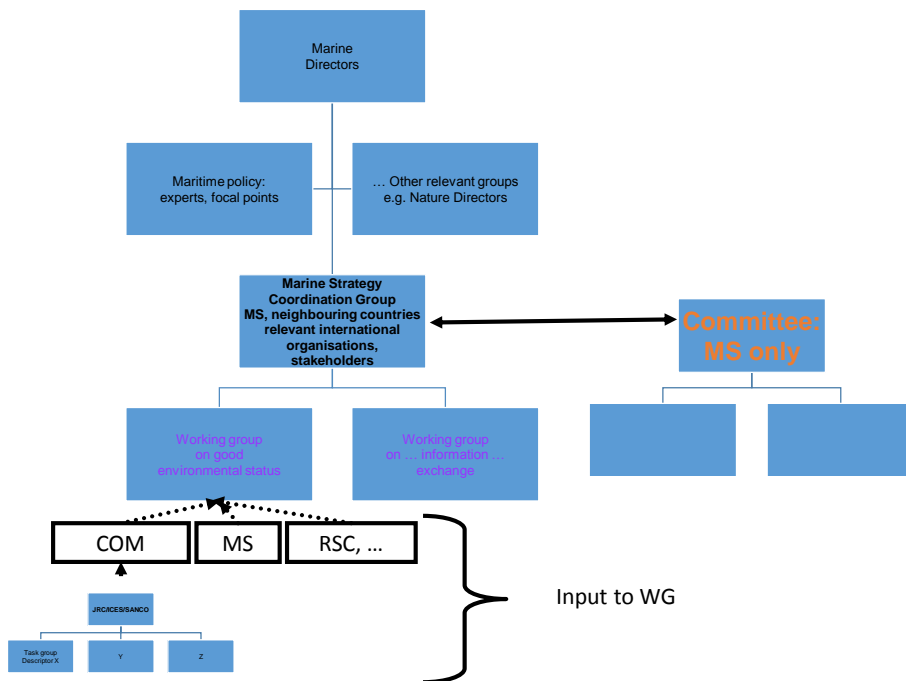 Marine
Directors
Maritime policy:
experts, focal points
… Other relevant groups
e.g. Nature Directors
Marine Strategy
Coordination Group
MS, neighbouring countries
relevant international
organisations,
stakeholders
Committee:
MS only
Working group
on good
environmental status
Working group
on … information …
exchange
COM
MS
RSC, …
Input to WG
JRC/ICES/SANCO
Task group
Descriptor X
Y
Z